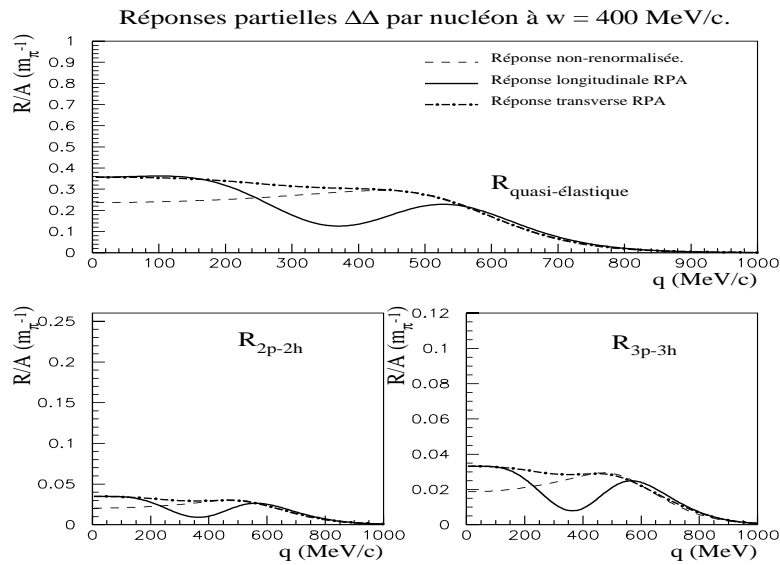 Réponses partielles ΔΔ par nucléon à w = 400 MeV/c.
R/A (m_π^-1)
1
0.9
0.8
0.7
0.6
0.5
0.4
0.3
0.2
0.1
0
Réponse non-renormalisée.
Réponse longitudinale RPA
Réponse transverse RPA
R_quasi-élastique
0 100 200 300 400 500 600 700 800 900 1000
q (MeV/c)
R/A (m_π^-1)
0.25
0.2
0.15
0.1
0.05
0
R_2p-2h
0 200 400 600 800 1000
q (MeV/c)
R/A (m_π^-1)
0.12
0.1
0.08
0.06
0.04
0.02
0
R_3p-3h
0 200 400 600 800 1000
q (MeV)